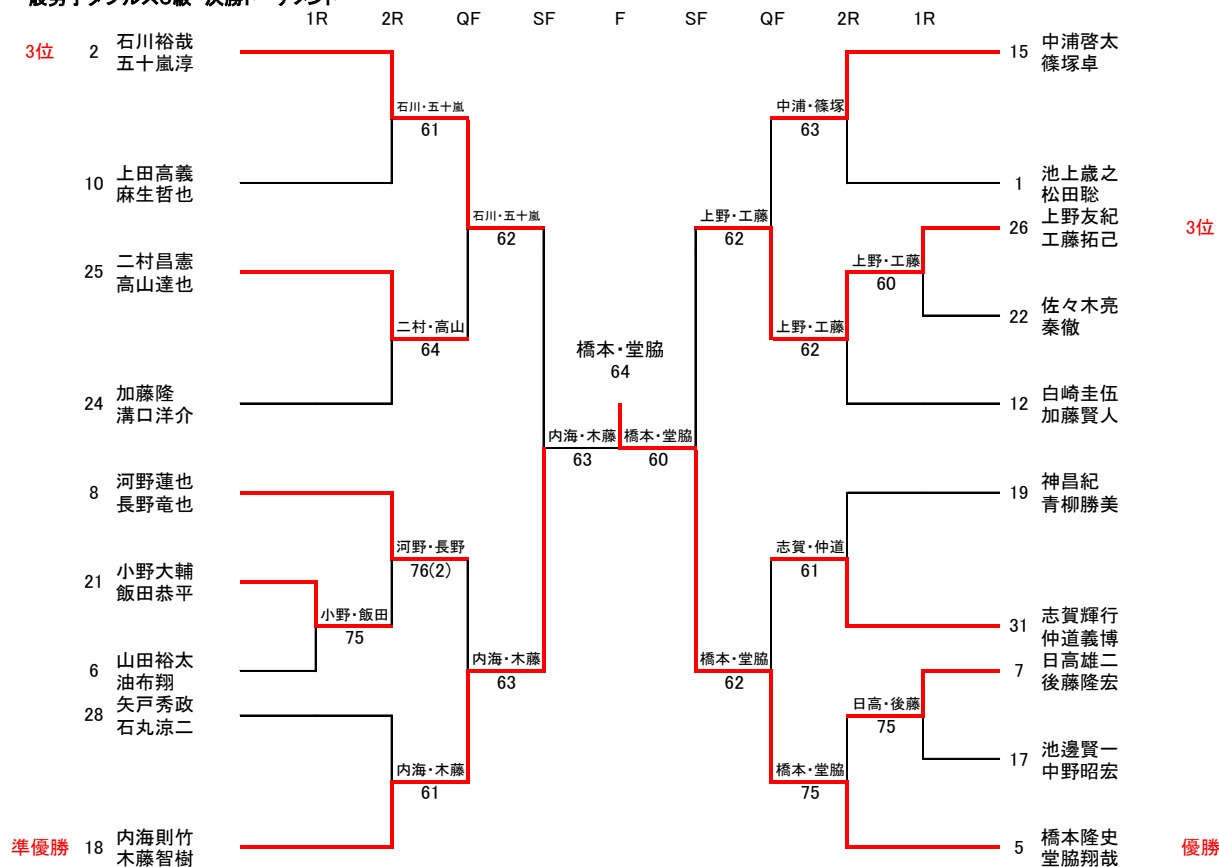 1R 2R QF SF F SF QF 2R 1R
3位 2 石川裕哉
五十嵐淳
石川・五十嵐
61
10 上田高義
麻生哲也
石川・五十嵐
62
25 二村昌憲
高山達也
二村・高山
64
24 加藤隆
溝口洋介
内海・木藤
63
8 河野蓮也
長野竜也
河野・長野
76(2)
21 小野大輔
飯田恭平
小野・飯田
75
6 山田裕太
油布翔
内海・木藤
63
28 矢戸秀政
石丸涼二
内海・木藤
61
準優勝 18 内海則竹
木藤智樹
橋本・堂脇
64
15 中浦啓太
篠塚卓
中浦・篠塚
63
1 池上歳之
松田聡
上野・工藤
62
26 上野友紀
工藤拓己
3位
上野・工藤
60
22 佐々木亮
秦徹
上野・工藤
62
12 白崎圭伍
加藤賢人
橋本・堂脇
60
19 神昌紀
青柳勝美
志賀・仲道
61
31 志賀輝行
仲道義博
橋本・堂脇
62
7 日高雄二
後藤隆宏
日高・後藤
75
17 池邊賢一
中野昭宏
橋本・堂脇
75
5 橋本隆史
堂脇翔哉
優勝